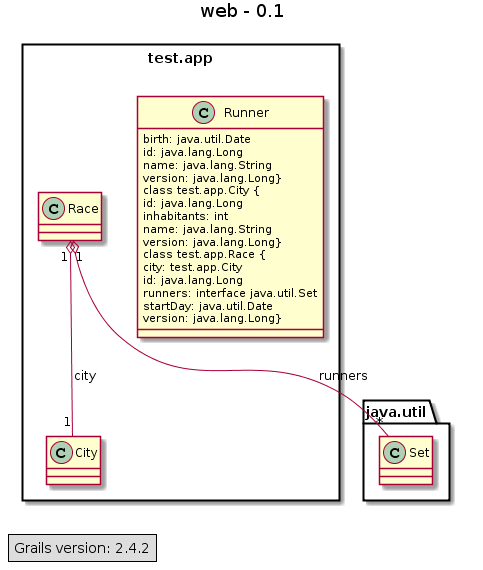 web - 0.1
test.app
C Runner
birth: java.util.Date
id: java.lang.Long
name: java.lang.String
version: java.lang.Long}
class test.app.City {
id: java.lang.Long
inhabitants: int
name: java.lang.String
version: java.lang.Long}
class test.app.Race {
city: test.app.City
id: java.lang.Long
runners: interface java.util.Set
startDay: java.util.Date
version: java.lang.Long}
C Race
1 1
city
runners
1
java.util
*
C City
C Set
Grails version: 2.4.2